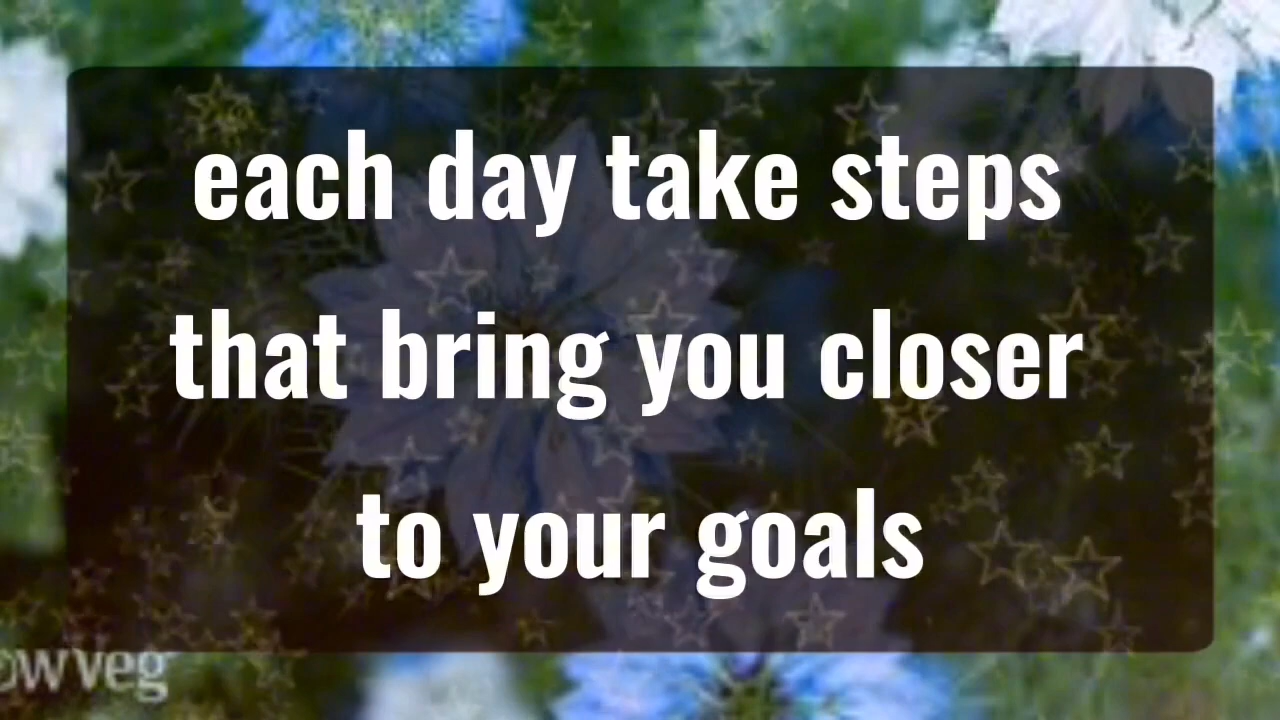 each day take steps
that bring you closer
to your goals